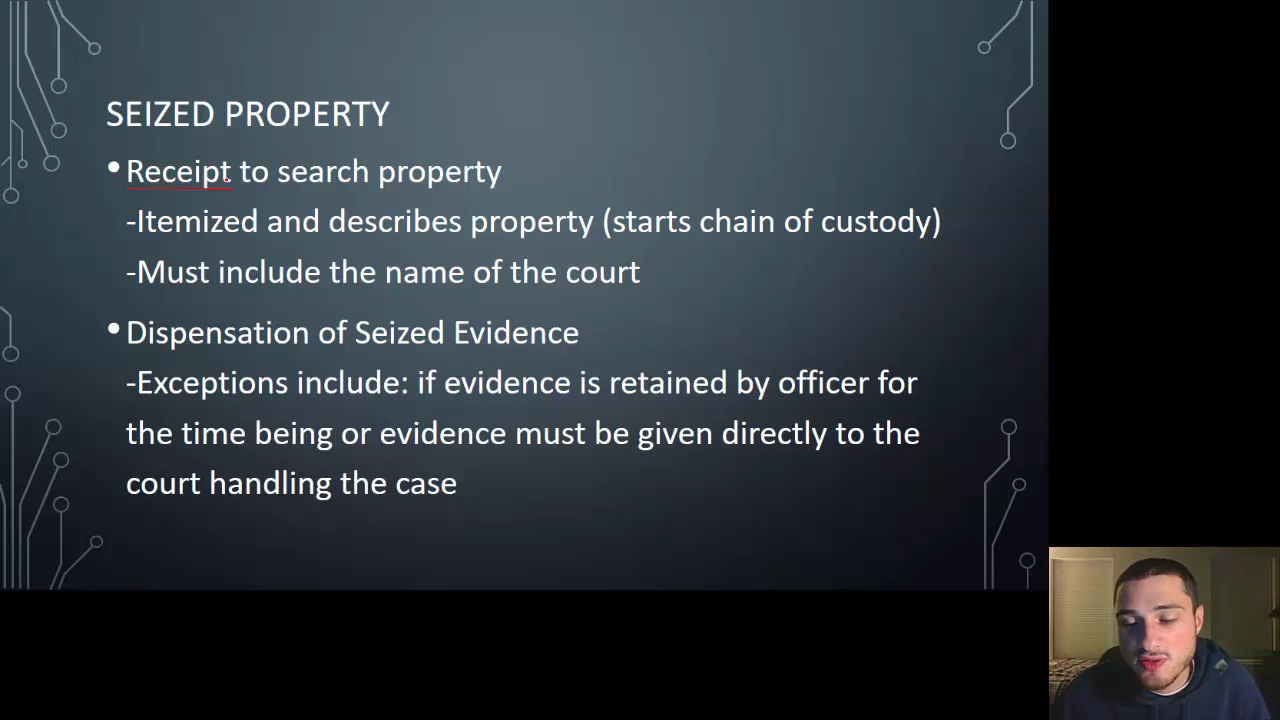 SEIZED PROPERTY
•Receipt to search property
-Itemized and describes property (starts chain of custody)
-Must include the name of the court
•Dispensation of Seized Evidence
-Exceptions include: if evidence is retained by officer for
the time being or evidence must be given directly to the
court handling the case